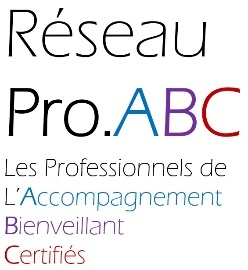 Réseau
Pro.ABC
Les Professionnels de
L'Accompagnement
Bienveillant
Certifiés